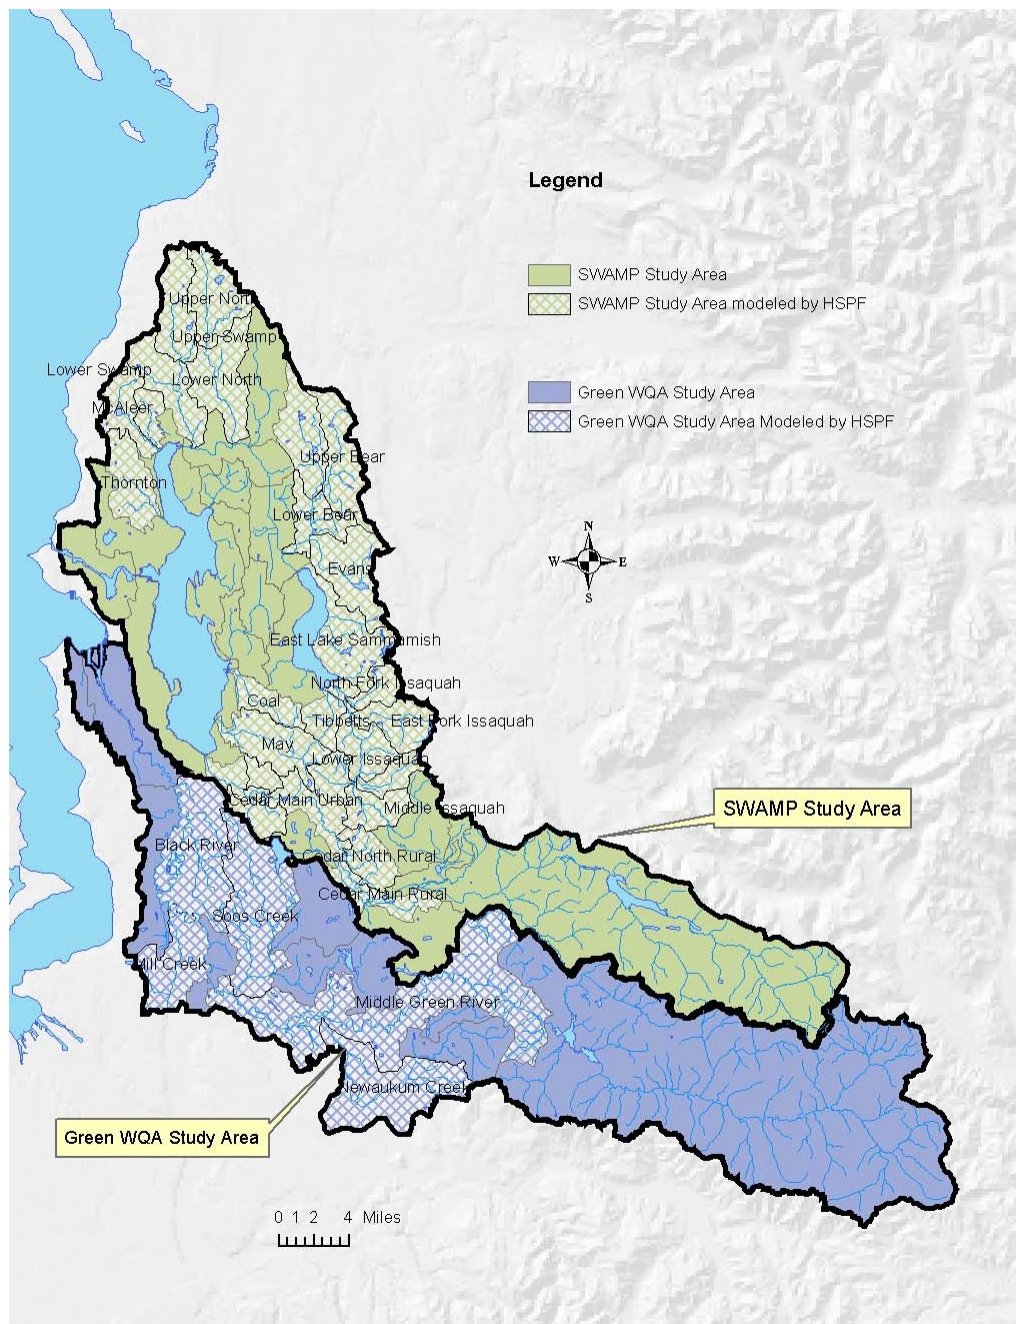 Legend
SWAMP Study Area
SWAMP Study Area modeled by HSPF
Green WQA Study Area
Green WQA Study Area Modeled by HSPF
N
W E
S
Upper North
Upper Swamp
Lower Swamp
Lower North
McAleer
Upper Bear
Thornton
Lower Bear
Evans
East Lake Sammamish
North Fork Issaquah
Coal
Tibbetts
East Fork Issaquah
May
Lower Issaquah
Cedar Main Urban
Middle Issaquah
SWAMP Study Area
Black River
Cedar North Rural
Cedar Main Rural
Soos Creek
Mill Creek
Middle Green River
Newaukum Creek
Green WQA Study Area
0 1 2 4 Miles